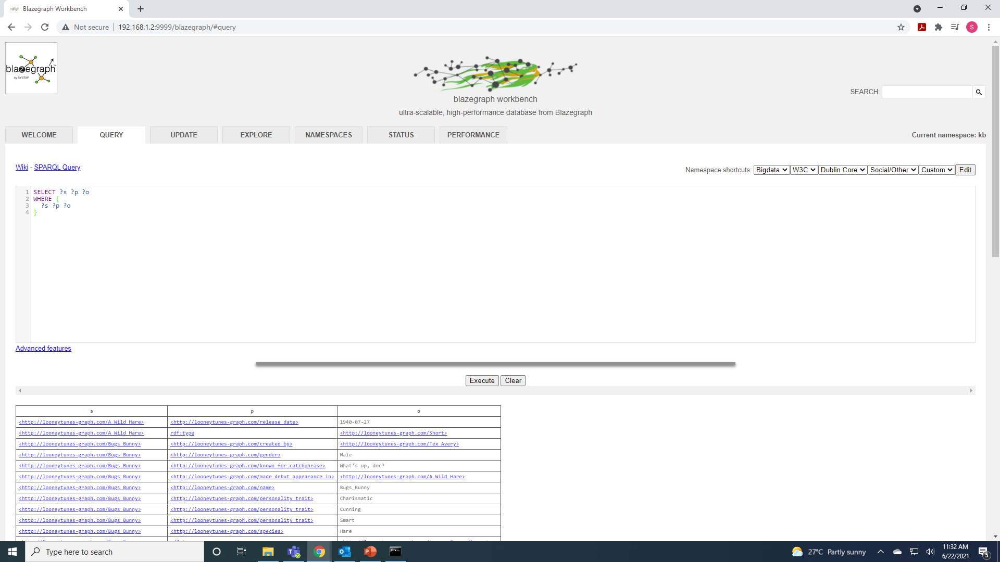 Blazegraph Workbench
Not secure
192.168.1.2:9999/blazegraph/#query
S
blazegraph
by SYSTAP
blazegraph workbench
SEARCH:
ultra-scalable, high-performance database from Blazegraph
WELCOME QUERY UPDATE EXPLORE NAMESPACES STATUS PERFORMANCE Current namespace: kb
Wiki - SPARQL Query
Namespace shortcuts: Bigdata W3C Dublin Core Social/Other Custom Edit
1 SELECT ?s ?p ?o
2 WHERE {
3 ?s ?p ?o
4 }
Advanced features
Execute Clear
s p o
<http://looneytunes-graph.com/A_Wild_Hare> <http://looneytunes-graph.com/release_date> 1940-07-27
<http://looneytunes-graph.com/A_Wild_Hare> rdf:type <http://looneytunes-graph.com/Short>
<http://looneytunes-graph.com/Bugs_Bunny> <http://looneytunes-graph.com/created_by> <http://looneytunes-graph.com/Tex_Avery>
<http://looneytunes-graph.com/Bugs_Bunny> <http://looneytunes-graph.com/gender> Male
<http://looneytunes-graph.com/Bugs_Bunny> <http://looneytunes-graph.com/known_for_catchphrase> What's up, doc?
<http://looneytunes-graph.com/Bugs_Bunny> <http://looneytunes-graph.com/made_debut_appearance_in> <http://looneytunes-graph.com/A_Wild_Hare>
<http://looneytunes-graph.com/Bugs_Bunny> <http://looneytunes-graph.com/name> Bugs_Bunny
<http://looneytunes-graph.com/Bugs_Bunny> <http://looneytunes-graph.com/personality_trait> Charismatic
<http://looneytunes-graph.com/Bugs_Bunny> <http://looneytunes-graph.com/personality_trait> Cunning
<http://looneytunes-graph.com/Bugs_Bunny> <http://looneytunes-graph.com/personality_trait> Smart
<http://looneytunes-graph.com/Bugs_Bunny> <http://looneytunes-graph.com/species> Hare
Type here to search
27°C Partly sunny
11:32 AM
6/22/2021
5